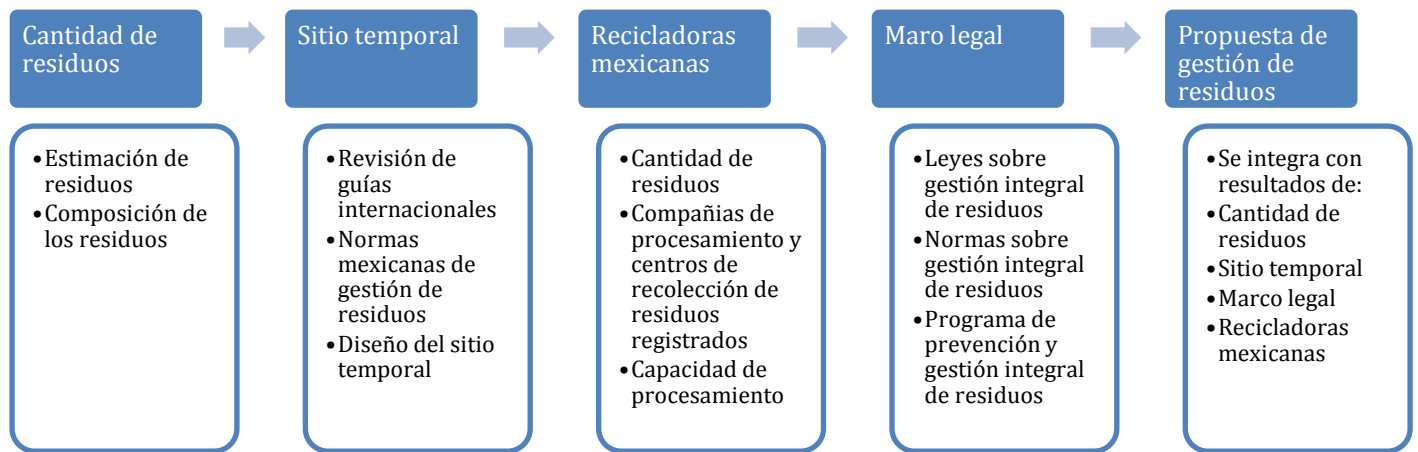 Cantidad de
residuos
Sitio temporal
Recicladoras
mexicanas
Maro legal
Propuesta de
gestión de
residuos
•Estimación de
residuos
•Composición de
los residuos
•Revisión de
guías
internacionales
•Normas
mexicanas de
gestión de
residuos
•Diseño del sitio
temporal
•Cantidad de
residuos
•Compañias de
procesamiento y
centros de
recolección de
residuos
registrados
•Capacidad de
procesamiento
•Leyes sobre
gestión integral
de residuos
•Normas sobre
gestión integral
de residuos
•Programa de
prevención y
gestión integral
de residuos
•Se integra con
resultados de:
•Cantidad de
residuos
•Sitio temporal
•Marco legal
•Recicladoras
mexicanas